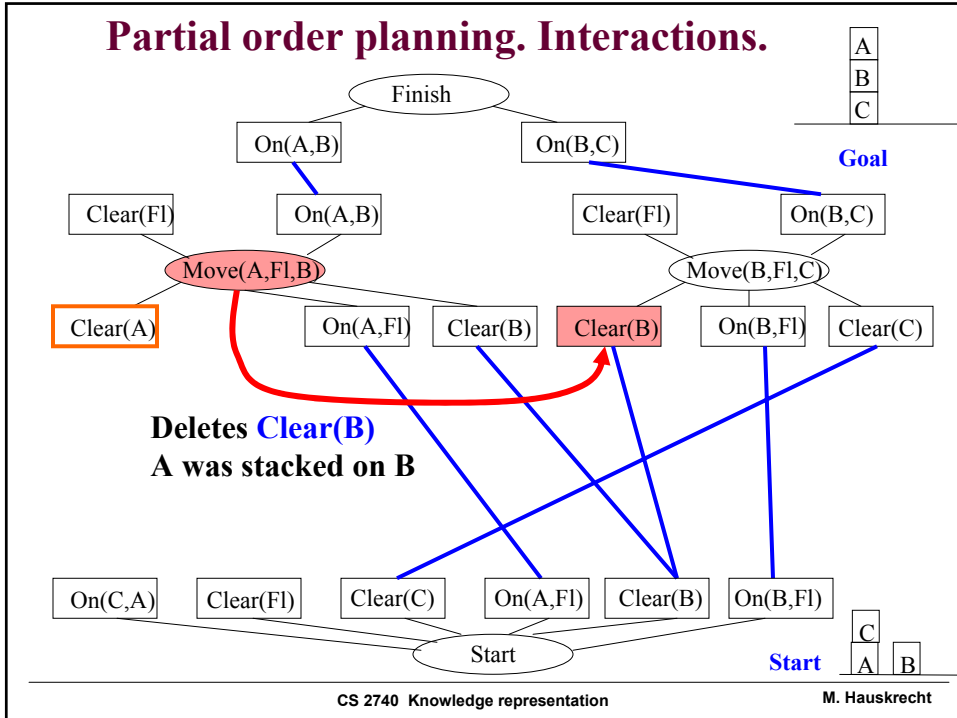 Partial order planning. Interactions.
A
B
C
Goal
Finish
On(A,B)
On(B,C)
Clear(Fl)
On(A,B)
Clear(Fl)
On(B,C)
Move(A,Fl,B)
Move(B,Fl,C)
Clear(A)
On(A,Fl)
Clear(B)
Clear(B)
On(B,Fl)
Clear(C)
Deletes Clear(B)
A was stacked on B
On(C,A)
Clear(Fl)
Clear(C)
On(A,Fl)
Clear(B)
On(B,Fl)
Start
Start
C
A B
CS 2740 Knowledge representation
M. Hauskrecht